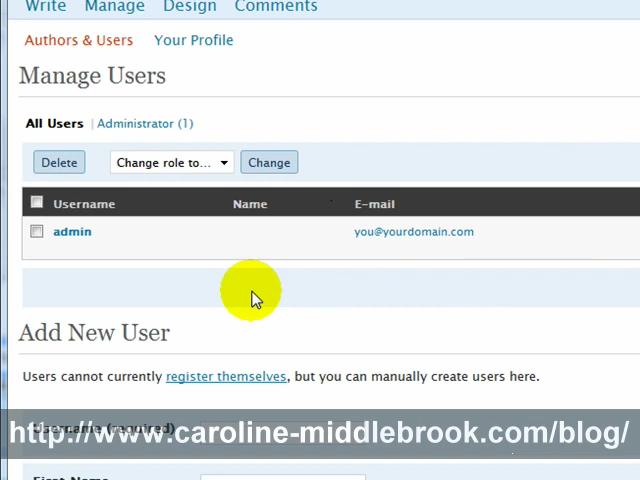 Write Manage Design Comments
Authors & Users Your Profile
Manage Users
All Users | Administrator (1)
Delete Change role to... Change
Username Name E-mail
admin you@yourdomain.com
Add New User
Users cannot currently register themselves, but you can manually create users here.
Username (required)
http://www.caroline-middlebrook.com/blog/
First Name